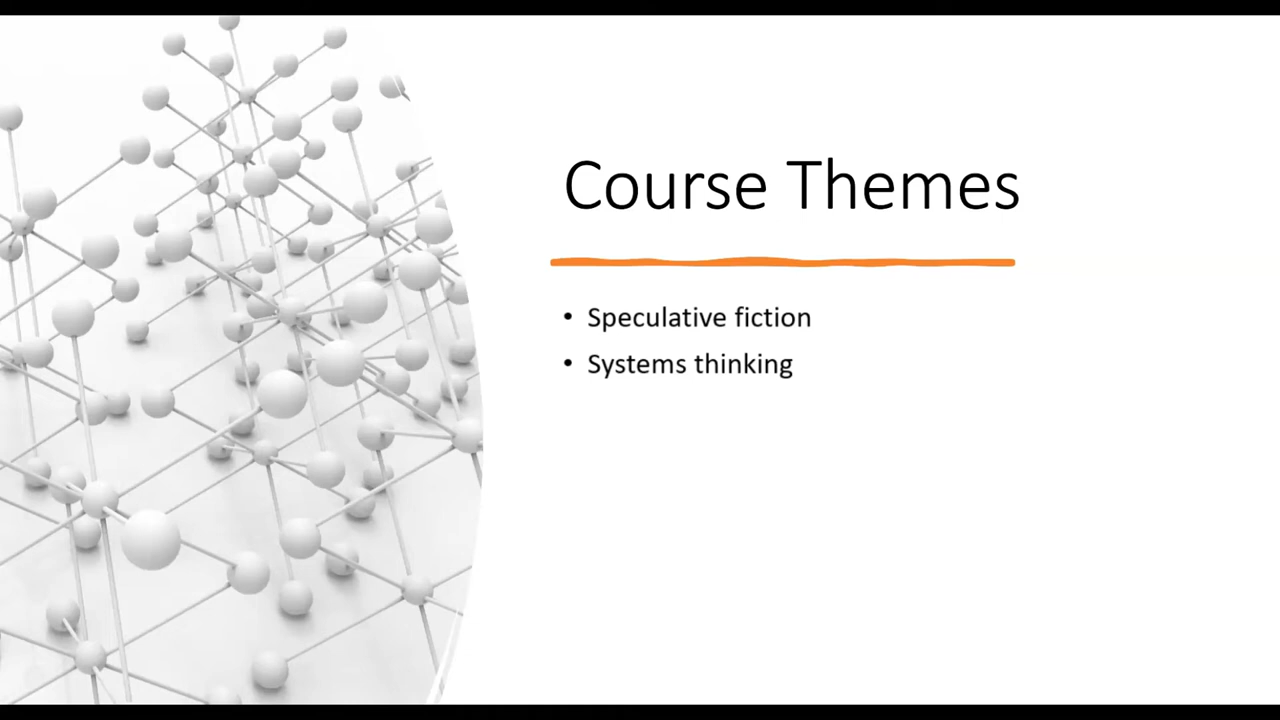 Course Themes
• Speculative fiction
• Systems thinking